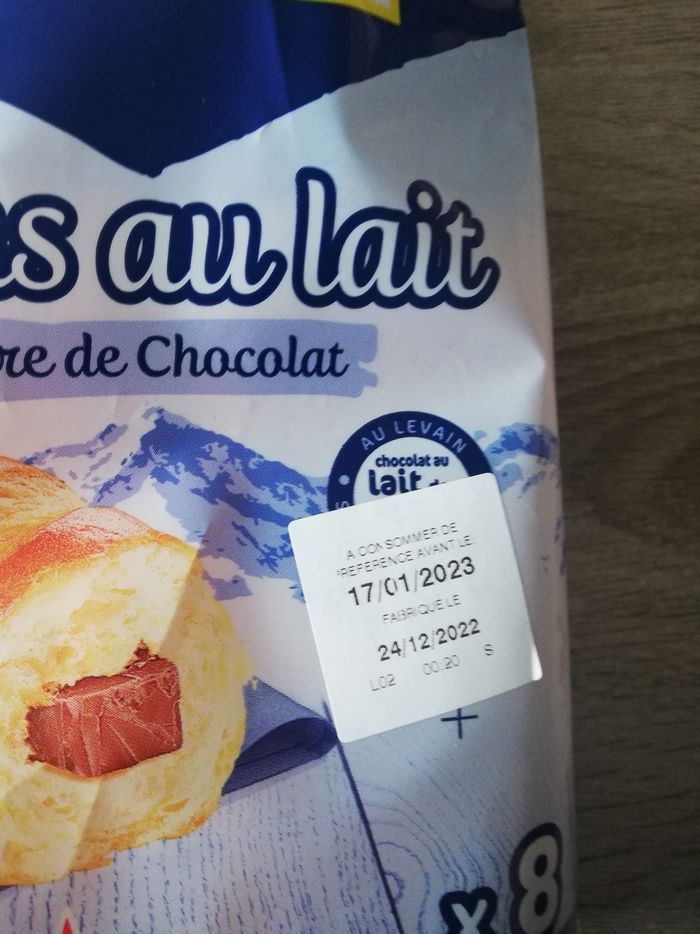 au lait
de Chocolat
AU LEVAIN
chocolat au
lait
A CONSOMMER DE
PREFERENCE AVANT LE
17/01/2023
FABRIQUE LE
24/12/2022
L02 00:20 S
+
x 8